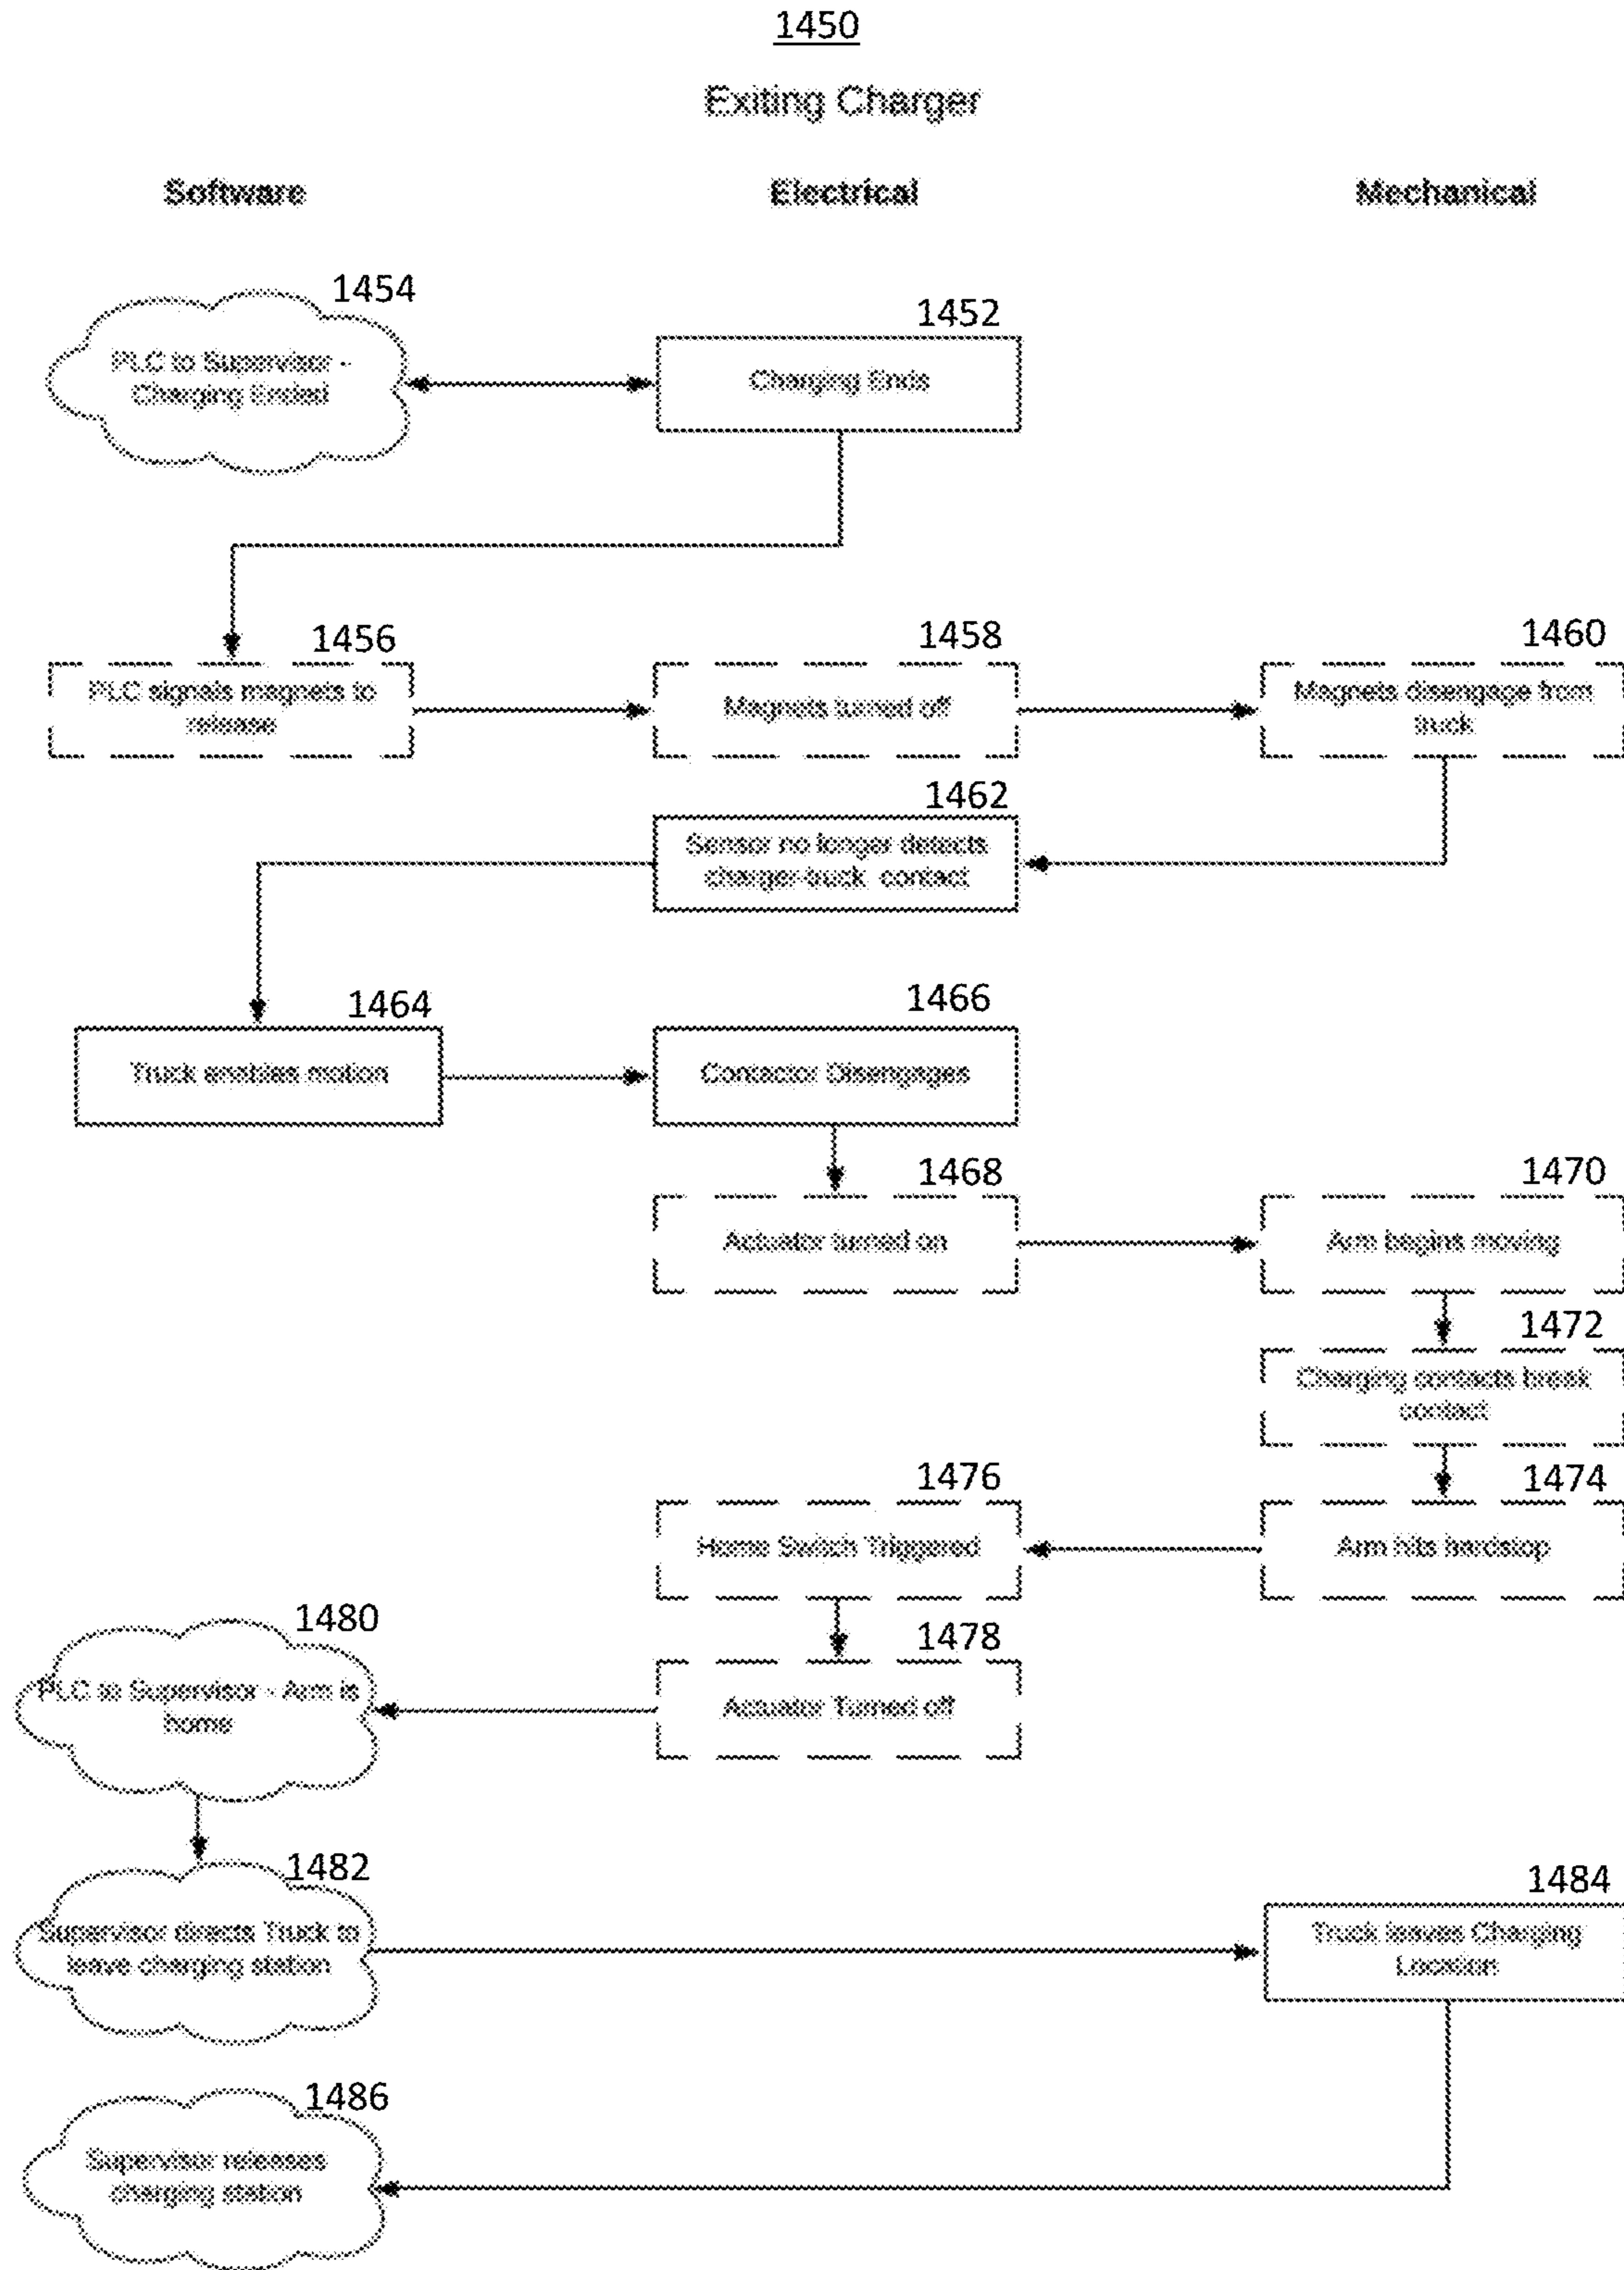 1450
Exiting Charger
Software Electrical Mechanical
1454
PLC to Supervisor -
Charging Ended
1452
Charging Ends
1456
PLC signals magnets to
release
1458
Magnets turned off
1460
Magnets disengage from
truck
1462
Sensor no longer detects
charger-truck contact
1464
Truck enables motion
1466
Contactor Disengages
1468
Actuator turned on
1470
Arm begins moving
1472
Charging contacts break
contact
1474
Arm hits hardstop
1476
Home Switch Triggered
1478
Actuator Turned off
1480
PLC to Supervisor - Arm is
home
1482
Supervisor directs Truck to
leave charging station
1484
Truck leaves Charging
Location
1486
Supervisor releases
charging station